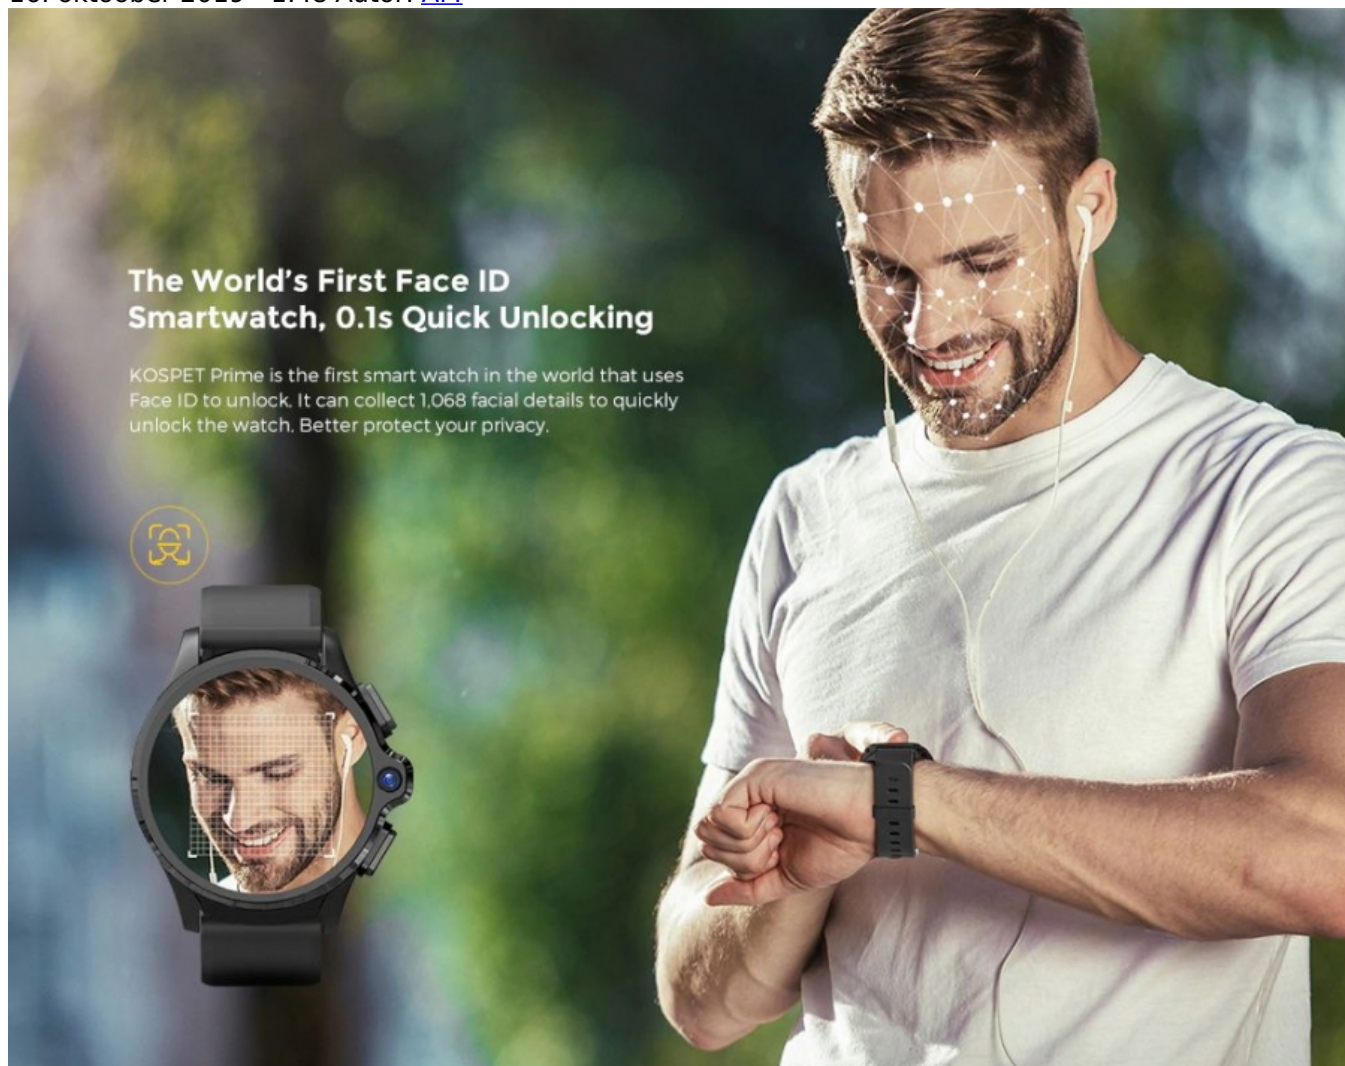 The World's First Face ID
Smartwatch, 0.1s Quick Unlocking
KOSPET Prime is the first smart watch in the world that uses
Face ID to unlock. It can collect 1,068 facial details to quickly
unlock the watch. Better protect your privacy.